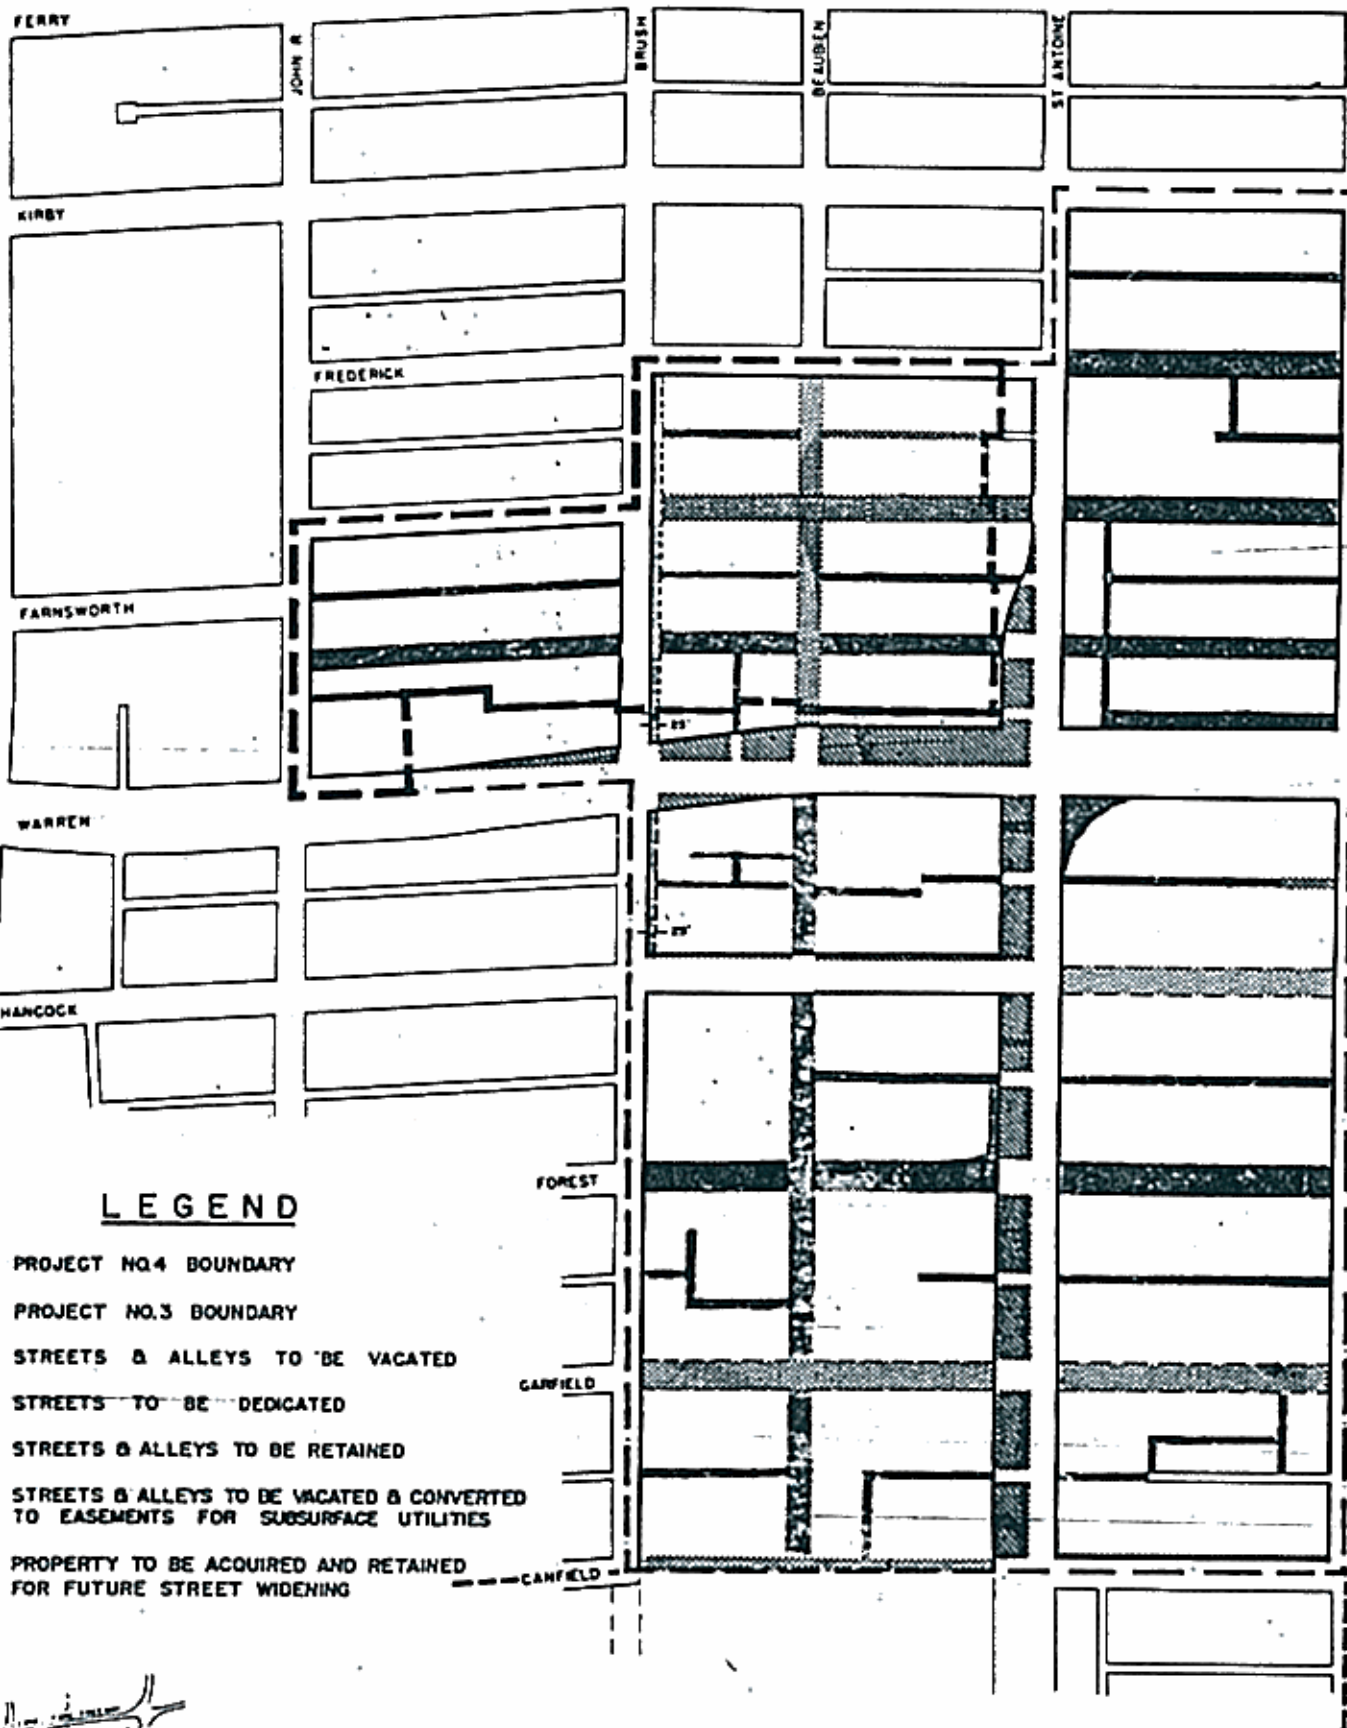 FERRY
JOHN R
BRUSH
BEAUBIEN
ST ANTOINE
KIRBY
FREDERICK
FARNSWORTH
25'
WARREN
25'
HANCOCK
FOREST
LEGEND
PROJECT NO.4 BOUNDARY
PROJECT NO.3 BOUNDARY
STREETS & ALLEYS TO BE VACATED
GARFIELD
STREETS TO BE DEDICATED
STREETS & ALLEYS TO BE RETAINED
STREETS & ALLEYS TO BE VACATED & CONVERTED
TO EASEMENTS FOR SUBSURFACE UTILITIES
PROPERTY TO BE ACQUIRED AND RETAINED
FOR FUTURE STREET WIDENING
CANFIELD